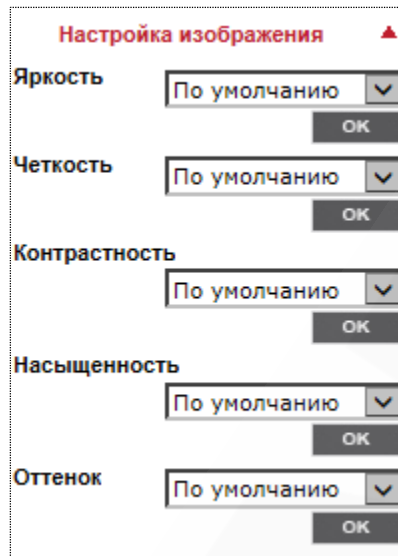 Настройка изображения
Яркость
По умолчанию
OK
Четкость
По умолчанию
OK
Контрастность
По умолчанию
OK
Насыщенность
По умолчанию
OK
Оттенок
По умолчанию
OK